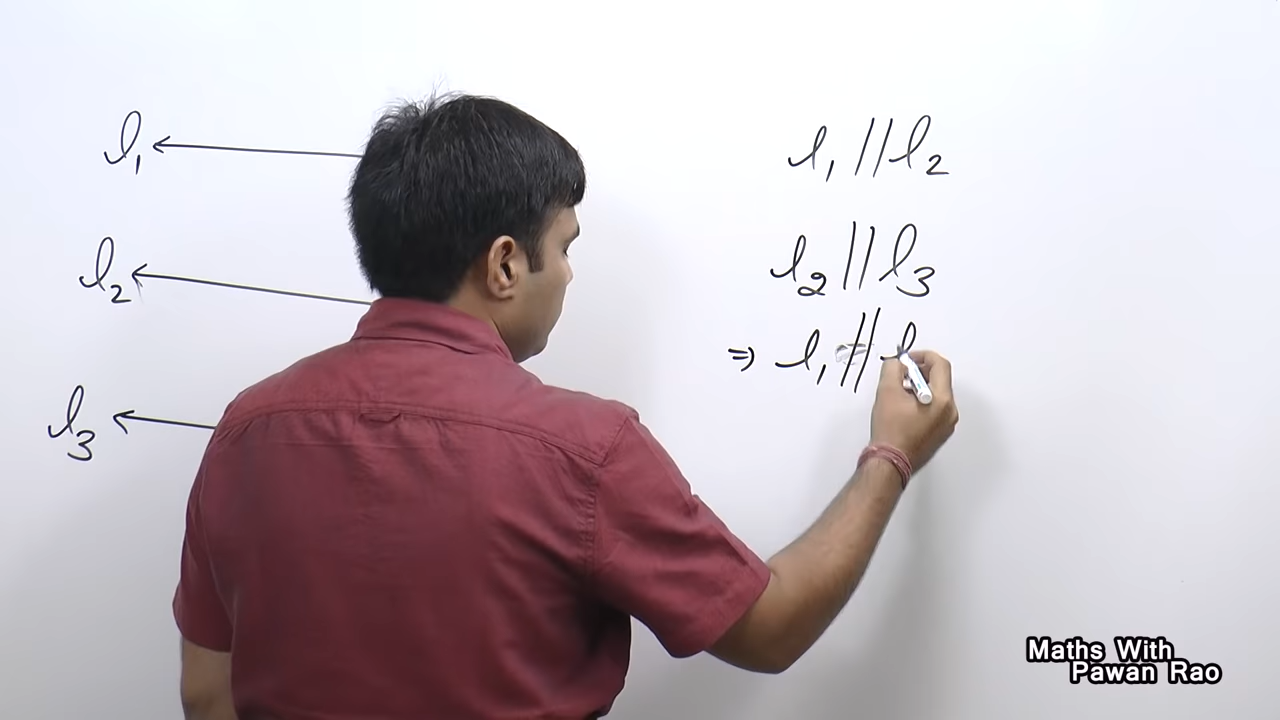 l₁
l₂
l₃
l₁ // l₂
l₂ // l₃
⇒ l₁ // l
Maths With
Pawan Rao